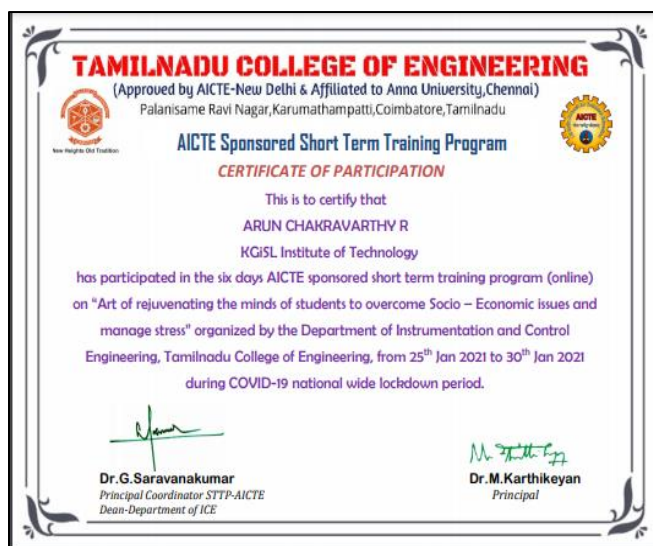 TAMILNADU COLLEGE OF ENGINEERING
(Approved by AICTE-New Delhi & Affiliated to Anna University,Chennai)
Palanisame Ravi Nagar,Karumathampatti,Coimbatore,Tamilnadu
New Heights Old Tradition
AICTE
AICTE Sponsored Short Term Training Program
CERTIFICATE OF PARTICIPATION
This is to certify that
ARUN CHAKRAVARTHY R
KGiSL Institute of Technology
has participated in the six days AICTE sponsored short term training program (online)
on “Art of rejuvenating the minds of students to overcome Socio – Economic issues and
manage stress” organized by the Department of Instrumentation and Control
Engineering, Tamilnadu College of Engineering, from 25th Jan 2021 to 30th Jan 2021
during COVID-19 national wide lockdown period.
Dr.G.Saravanakumar
Principal Coordinator STTP-AICTE
Dean-Department of ICE
Dr.M.Karthikeyan
Principal